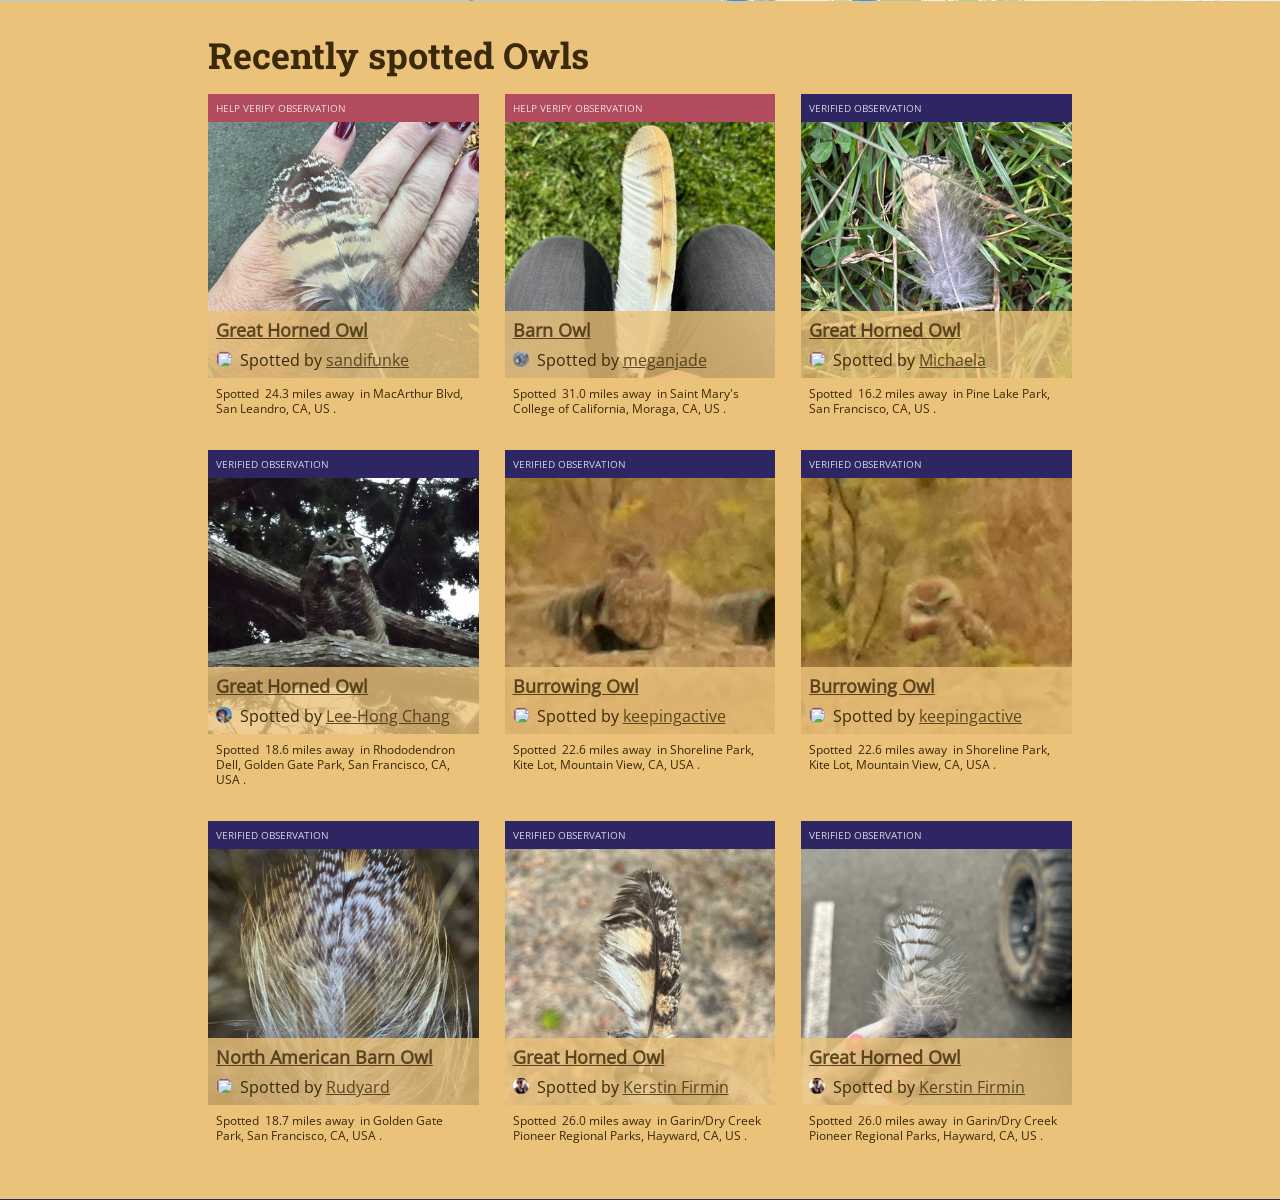 Recently spotted Owls
HELP VERIFY OBSERVATION
Great Horned Owl
Spotted by sandifunke
Spotted 24.3 miles away in MacArthur Blvd,
San Leandro, CA, US .
HELP VERIFY OBSERVATION
Barn Owl
Spotted by meganjade
Spotted 31.0 miles away in Saint Mary's
College of California, Moraga, CA, US .
VERIFIED OBSERVATION
Great Horned Owl
Spotted by Michaela
Spotted 16.2 miles away in Pine Lake Park,
San Francisco, CA, US .
VERIFIED OBSERVATION
Great Horned Owl
Spotted by Lee-Hong Chang
Spotted 18.6 miles away in Rhododendron
Dell, Golden Gate Park, San Francisco, CA,
USA .
VERIFIED OBSERVATION
Burrowing Owl
Spotted by keepingactive
Spotted 22.6 miles away in Shoreline Park,
Kite Lot, Mountain View, CA, USA .
VERIFIED OBSERVATION
Burrowing Owl
Spotted by keepingactive
Spotted 22.6 miles away in Shoreline Park,
Kite Lot, Mountain View, CA, USA .
VERIFIED OBSERVATION
North American Barn Owl
Spotted by Rudyard
Spotted 18.7 miles away in Golden Gate
Park, San Francisco, CA, USA .
VERIFIED OBSERVATION
Great Horned Owl
Spotted by Kerstin Firmin
Spotted 26.0 miles away in Garin/Dry Creek
Pioneer Regional Parks, Hayward, CA, US .
VERIFIED OBSERVATION
Great Horned Owl
Spotted by Kerstin Firmin
Spotted 26.0 miles away in Garin/Dry Creek
Pioneer Regional Parks, Hayward, CA, US .